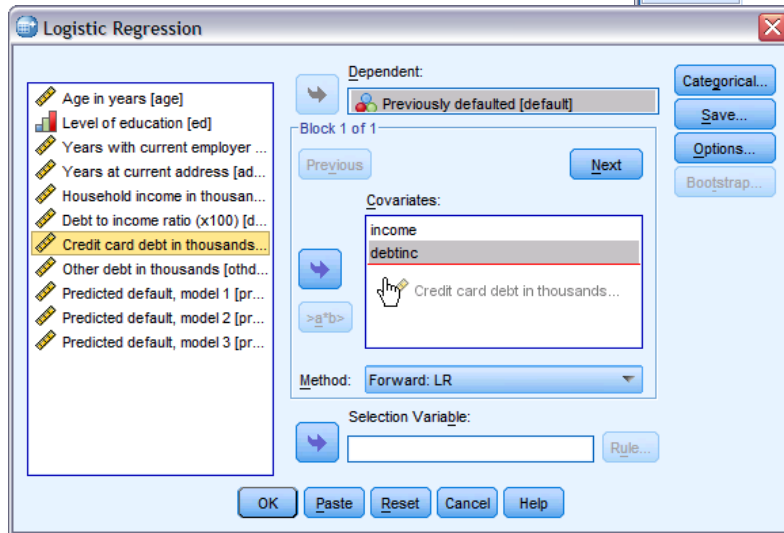 Logistic Regression
Age in years [age]
Level of education [ed]
Years with current employer ...
Years at current address [ad...
Household income in thousan...
Debt to income ratio (x100) [d...
Credit card debt in thousands...
Other debt in thousands [othd...
Predicted default, model 1 [pr...
Predicted default, model 2 [pr...
Predicted default, model 3 [pr...
Dependent:
Previously defaulted [default]
Block 1 of 1
Previous
Next
Covariates:
income
debtinc
Credit card debt in thousands...
>a*b>
Method:
Forward: LR
Selection Variable:
Rule...
Categorical...
Save...
Options...
Bootstrap...
OK
Paste
Reset
Cancel
Help